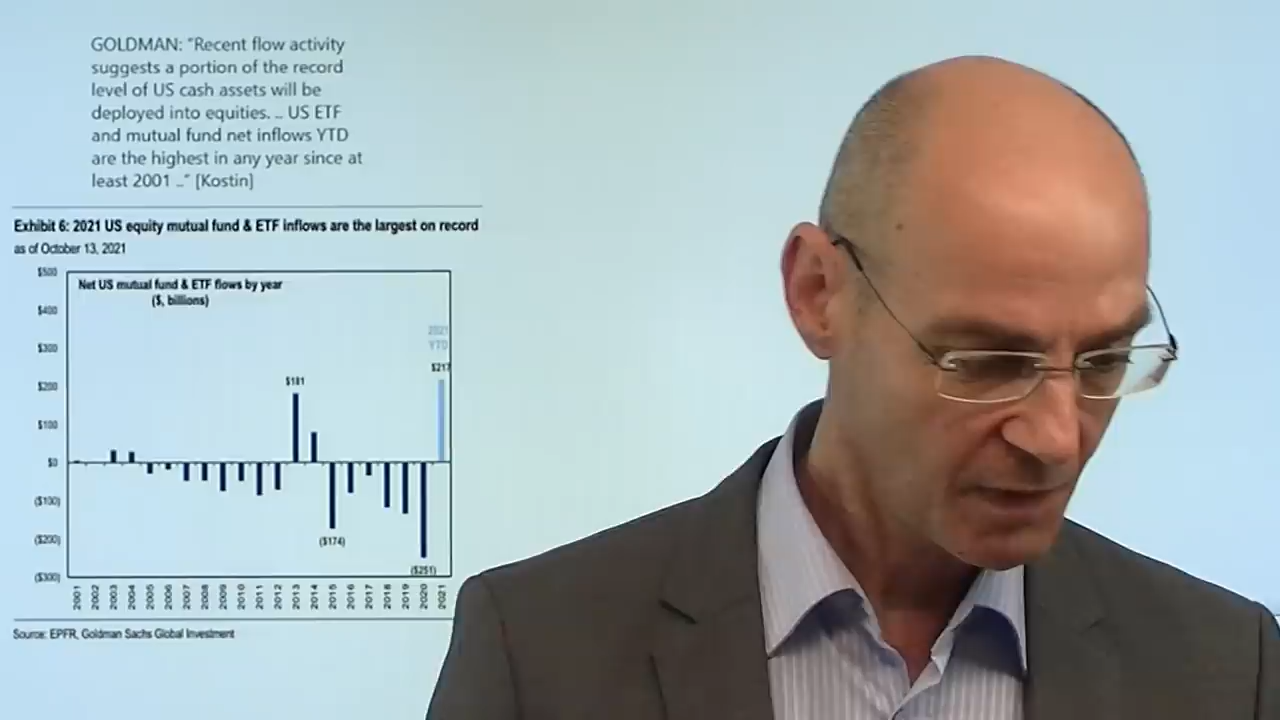 GOLDMAN: "Recent flow activity
suggests a portion of the record
level of US cash assets will be
deployed into equities. .. US ETF
and mutual fund net inflows YTD
are the highest in any year since at
least 2001 .." [Kostin]
Exhibit 6: 2021 US equity mutual fund & ETF inflows are the largest on record
as of October 13, 2021
Net US mutual fund & ETF flows by year
($, billions)
$500
$400
$300
$200
$100
$0
($100)
($200)
($300)
2021
YTD
$217
$181
($174)
($251)
2001 2002 2003 2004 2005 2006 2007 2008 2009 2010 2011 2012 2013 2014 2015 2016 2017 2018 2019 2020 2021
Source: EPFR, Goldman Sachs Global Investment